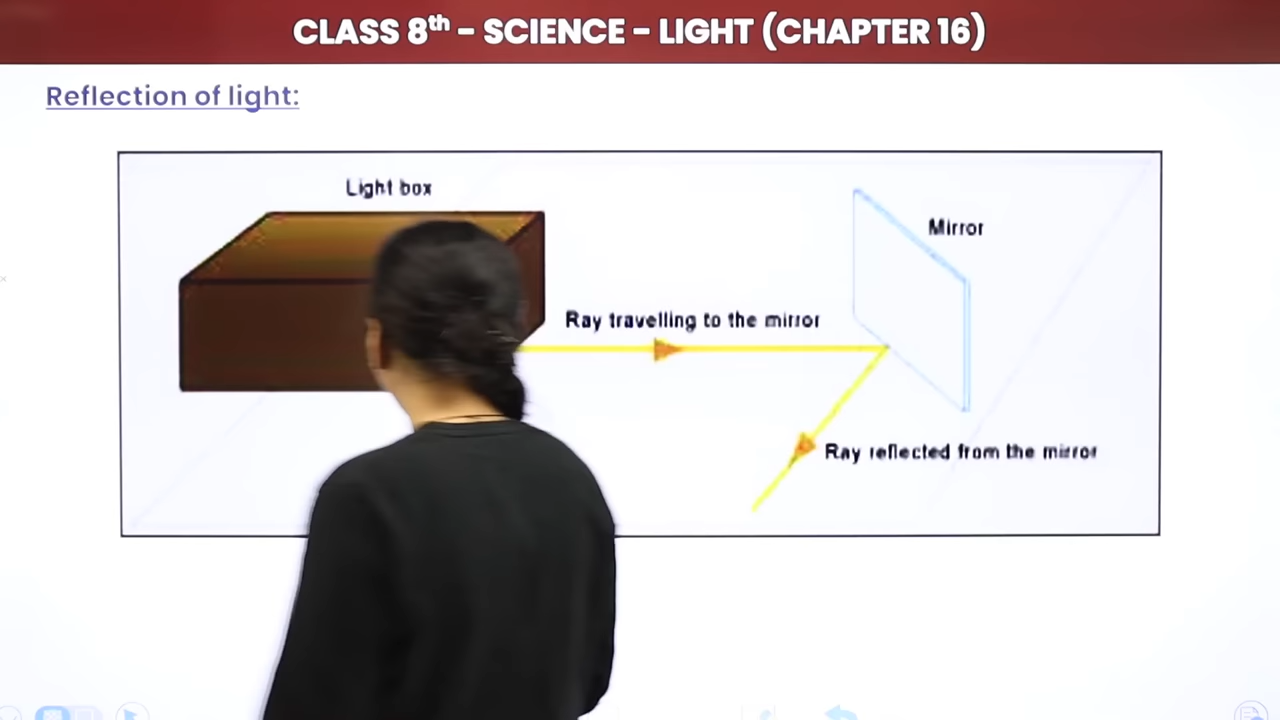 CLASS 8th - SCIENCE - LIGHT (CHAPTER 16)
Reflection of light:
Light box
Mirror
Ray travelling to the mirror
Ray reflected from the mirror